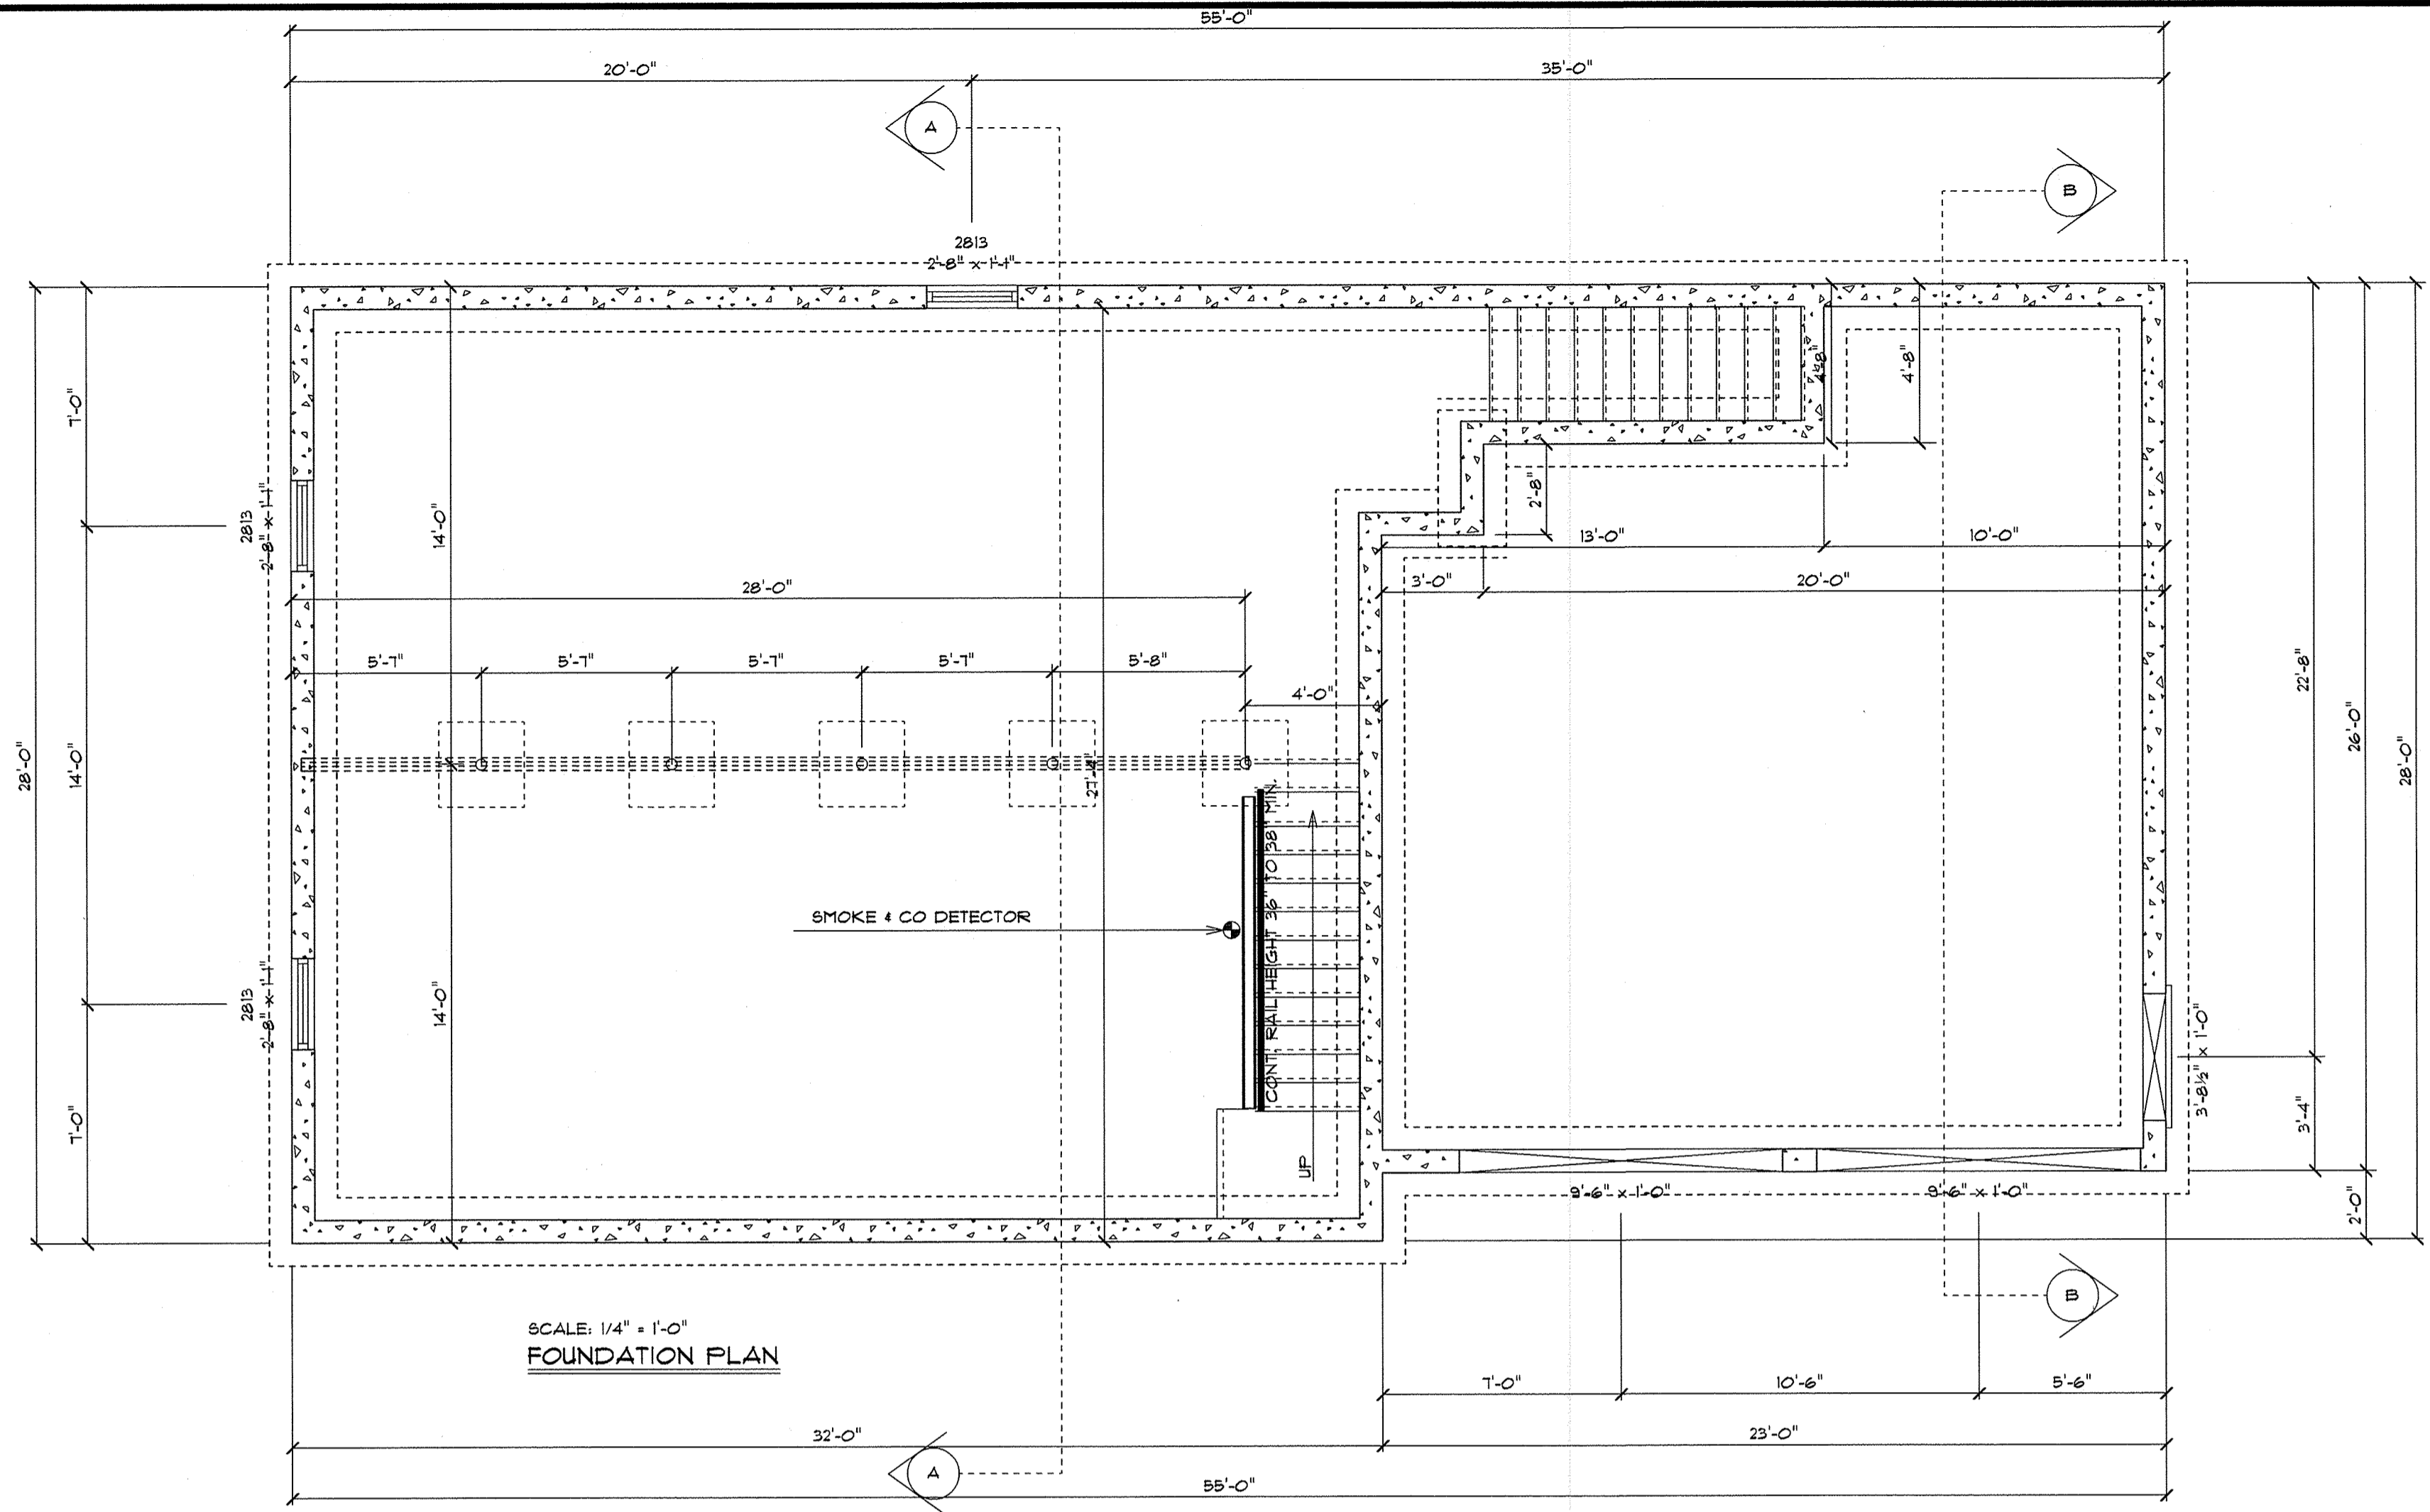 55'-0"
20'-0"
35'-0"
A
B
2813
2'-8" x 1'-1"
7'-0"
4'-8"
4'-8"
14'-0"
2813
2'-8" x 1'-1"
2'-8"
13'-0"
10'-0"
28'-0"
3'-0"
20'-0"
5'-7"
5'-7"
5'-7"
5'-7"
5'-8"
4'-0"
22'-8"
26'-0"
28'-0"
28'-0"
14'-0"
27'-4"
CONT. RAIL HEIGHT 36" TO 38" MIN.
SMOKE & CO DETECTOR
14'-0"
2813
2'-8" x 1'-1"
3'-8½" x 1'-0"
3'-4"
7'-0"
UP
9'-6" x 1'-0"
9'-6" x 1'-0"
2'-0"
B
SCALE: 1/4" = 1'-0"
FOUNDATION PLAN
7'-0"
10'-6"
5'-6"
32'-0"
23'-0"
A
55'-0"